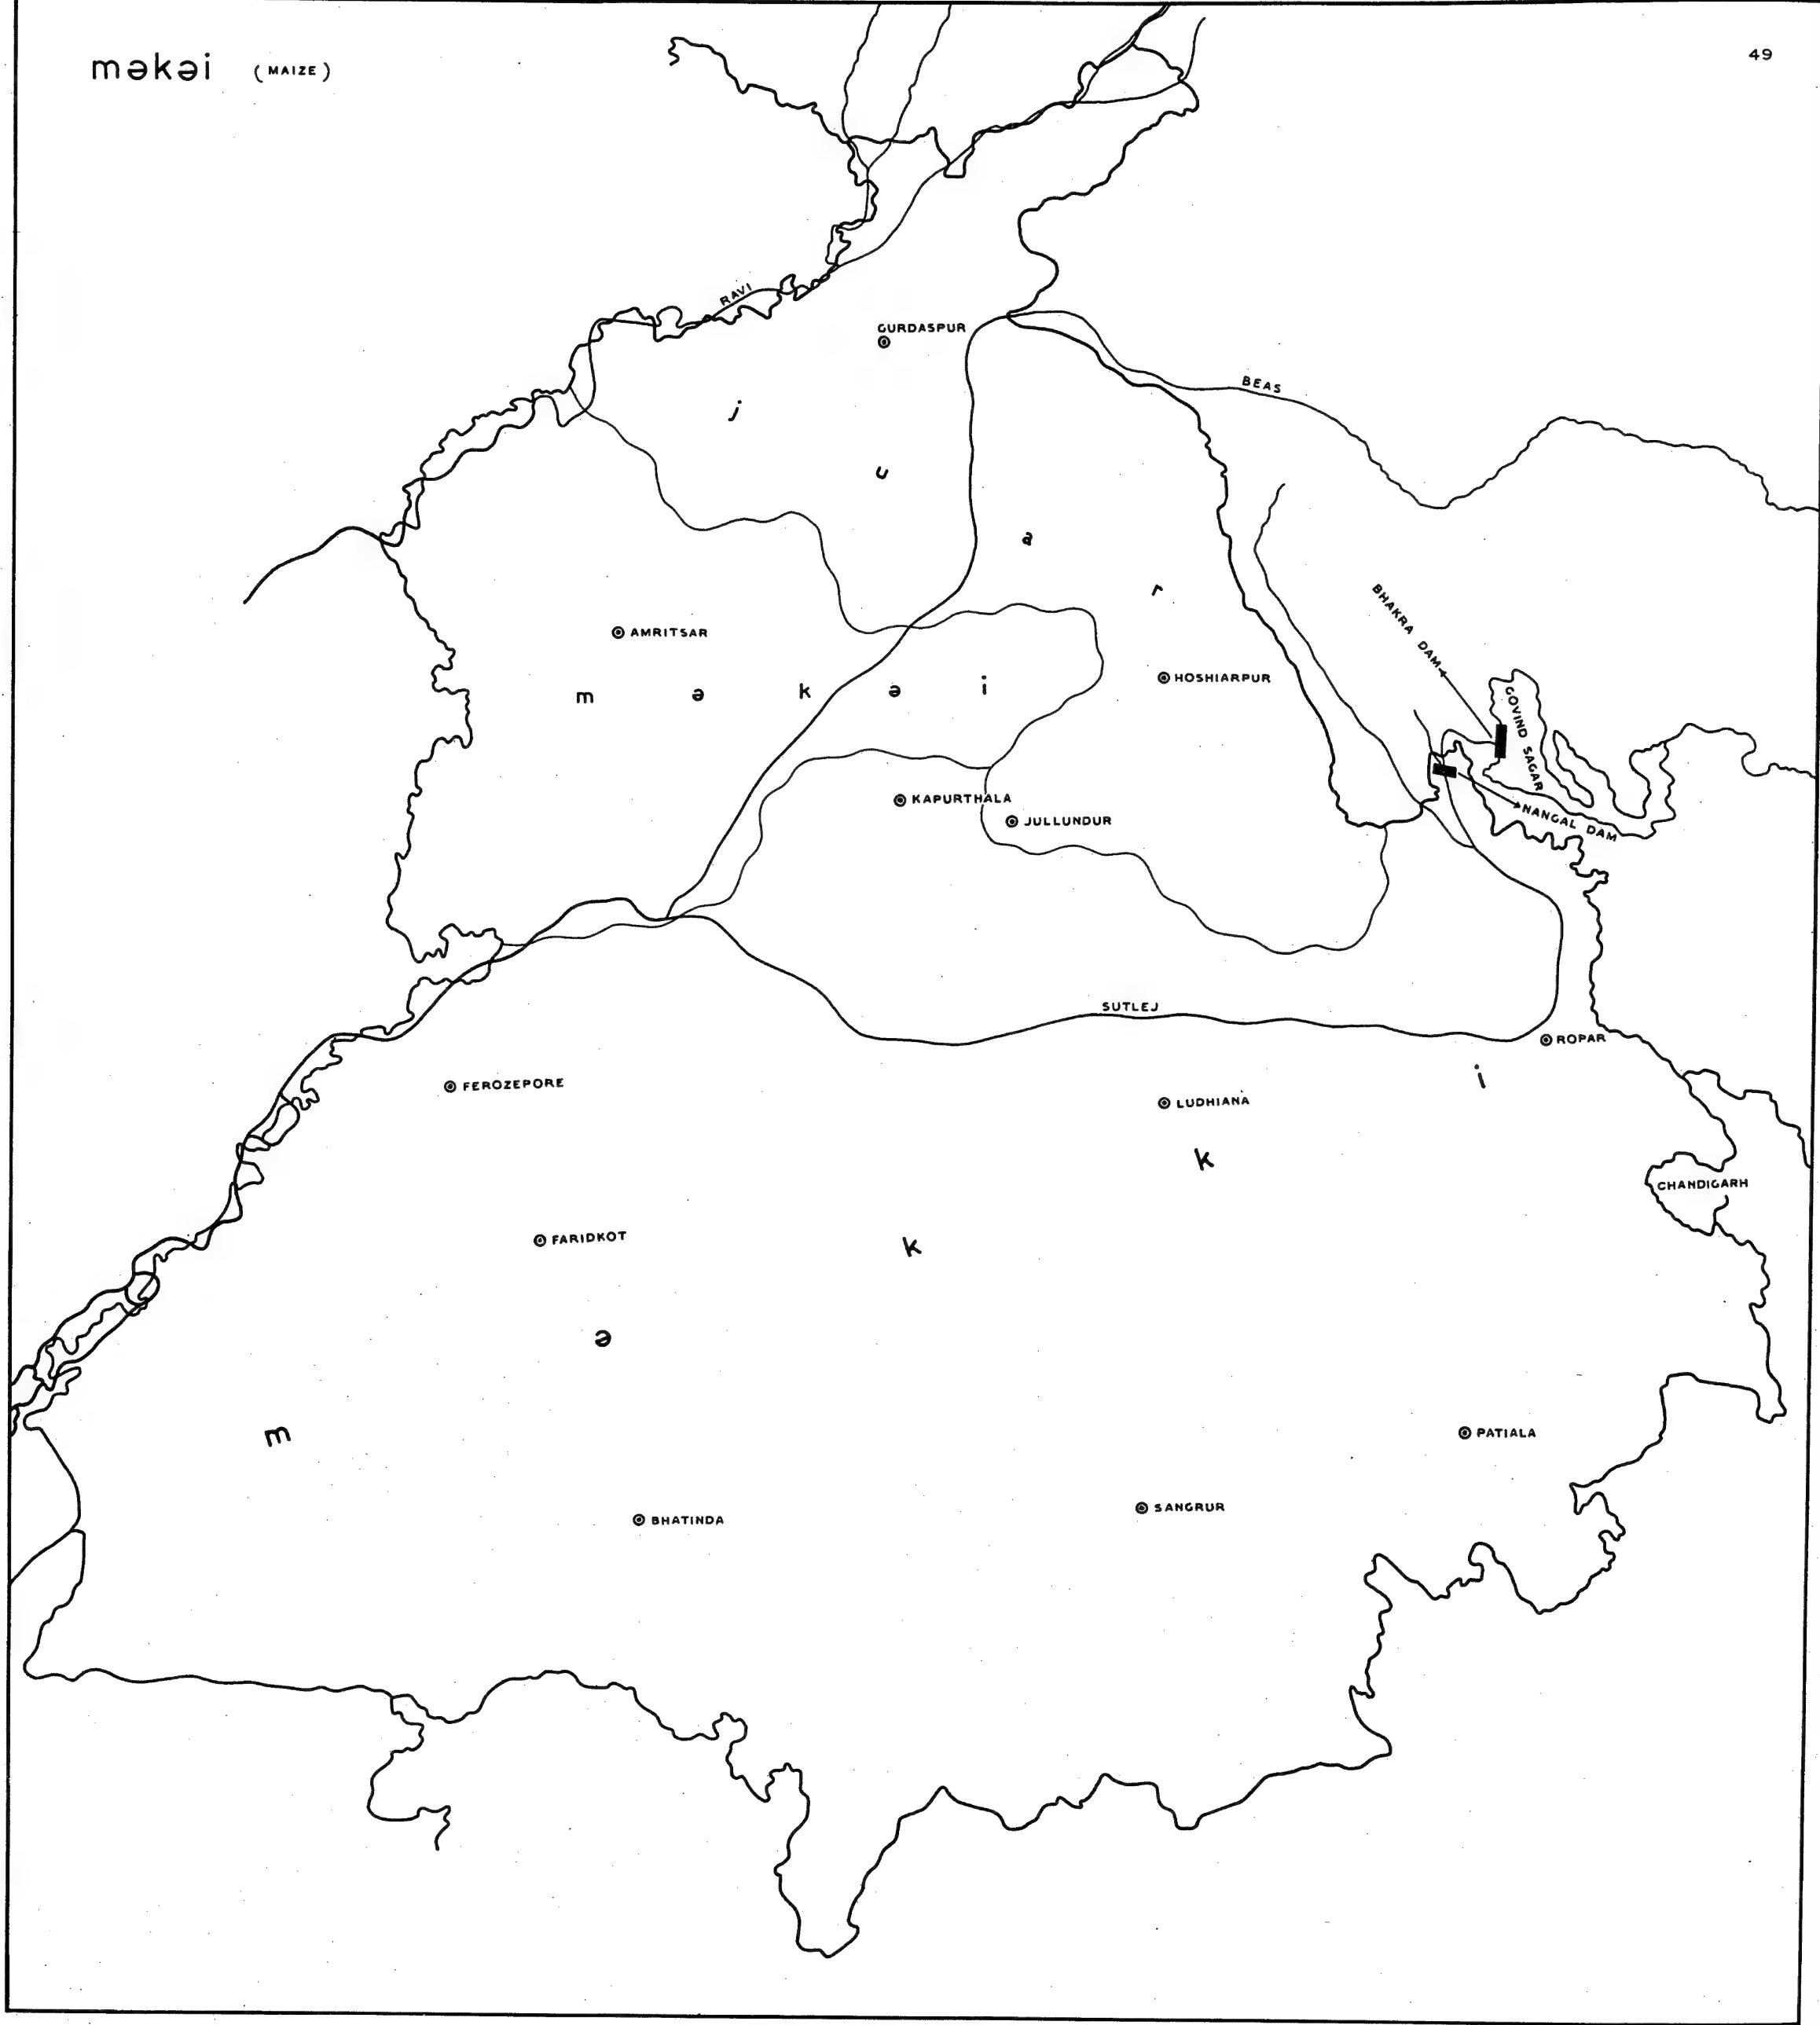 məkəi (MAIZE)
49
RAVI
GURDASPUR
BEAS
j u a r
BHAKRA DAM
AMRITSAR
HOSHIARPUR
m ə k ə i
GOVIND SAGAR
KAPURTHALA
JULLUNDUR
NANGAL DAM
SUTLEJ
ROPAR
FEROZEPORE
LUDHIANA
CHANDIGARH
FARIDKOT
m ə k k i
PATIALA
BHATINDA
SANGRUR